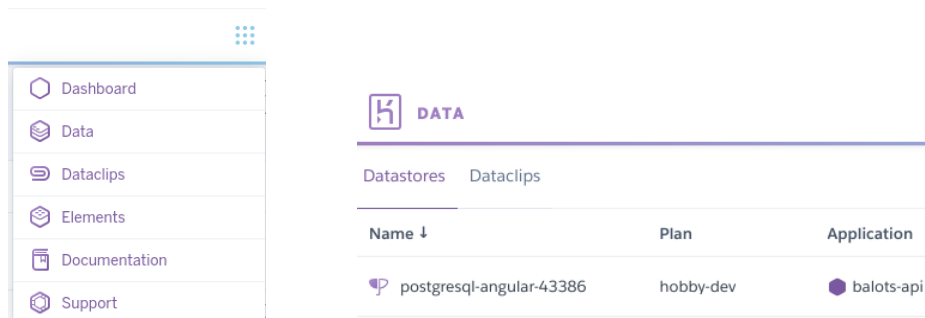 Dashboard
Data
Dataclips
Elements
Documentation
Support
DATA
Datastores Dataclips
Name ↓ Plan Application
postgresql-angular-43386 hobby-dev balots-api